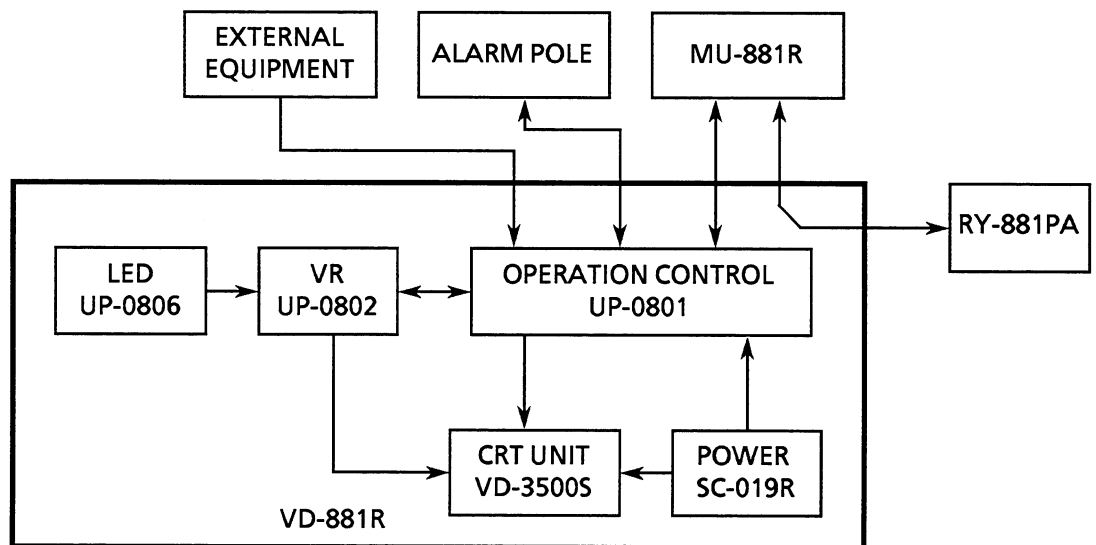 EXTERNAL
EQUIPMENT
ALARM POLE
MU-881R
RY-881PA
LED
UP-0806
VR
UP-0802
OPERATION CONTROL
UP-0801
CRT UNIT
VD-3500S
POWER
SC-019R
VD-881R